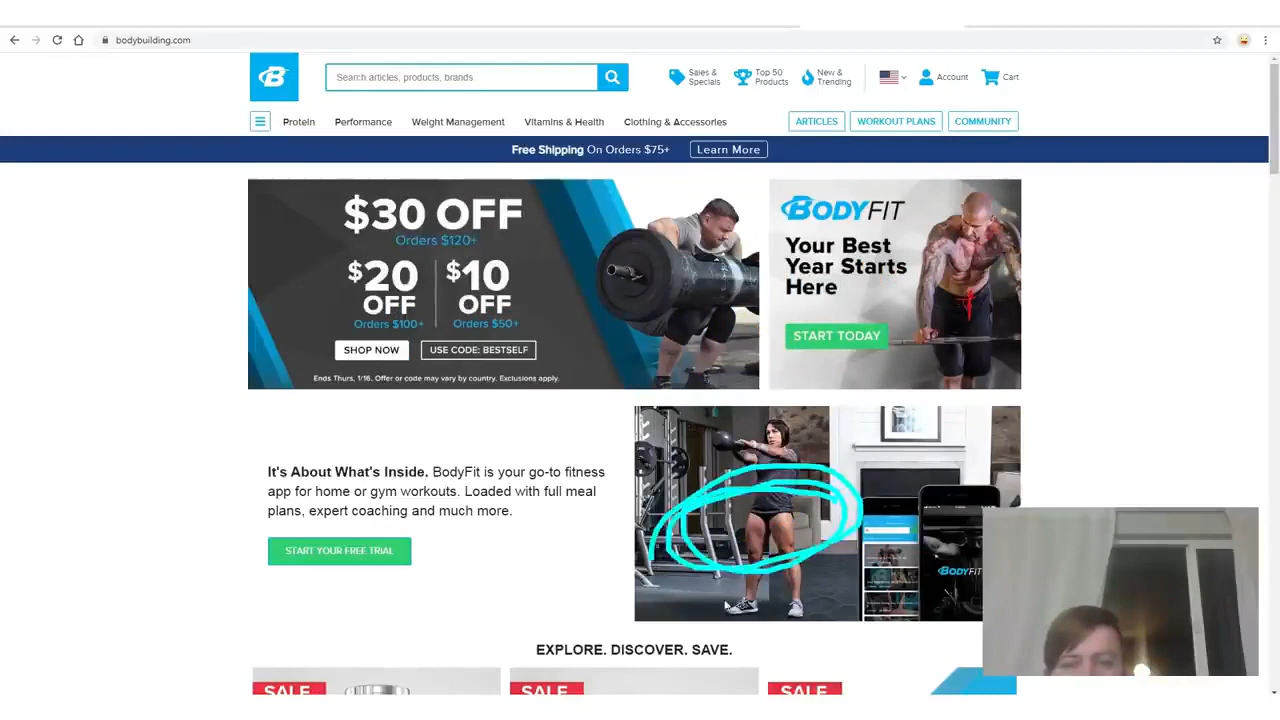 bodybuilding.com
Search articles, products, brands
Sales & Specials
Top 50 Products
New & Trending
Account
Cart
Protein
Performance
Weight Management
Vitamins & Health
Clothing & Accessories
ARTICLES
WORKOUT PLANS
COMMUNITY
Free Shipping On Orders $75+
Learn More
$30 OFF
Orders $120+
$20 OFF
Orders $100+
$10 OFF
Orders $50+
SHOP NOW
USE CODE: BESTSELF
Ends Thurs, 1/16. Offer or code may vary by country. Exclusions apply.
BODYFIT
Your Best
Year Starts
Here
START TODAY
It's About What's Inside. BodyFit is your go-to fitness
app for home or gym workouts. Loaded with full meal
plans, expert coaching and much more.
START YOUR FREE TRIAL
BODYFIT
EXPLORE. DISCOVER. SAVE.
SALE
SALE
SALE